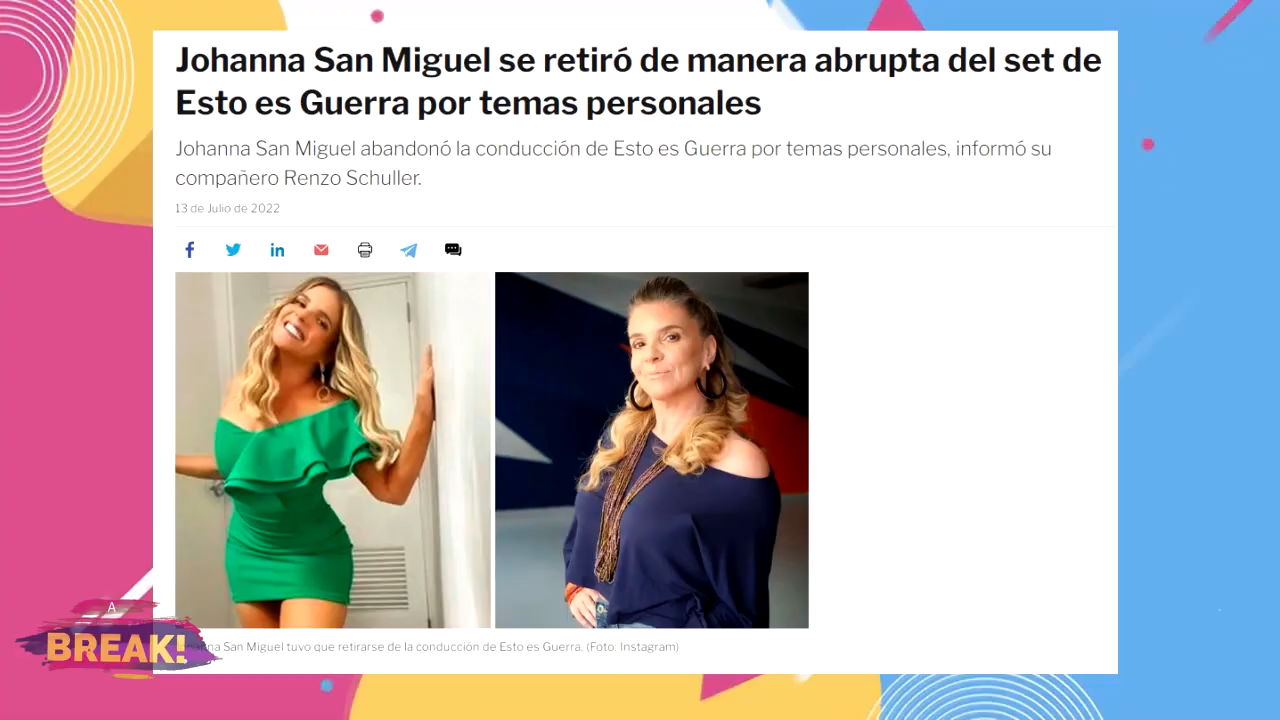 Johanna San Miguel se retiró de manera abrupta del set de
Esto es Guerra por temas personales
Johanna San Miguel abandonó la conducción de Esto es Guerra por temas personales, informó su
compañero Renzo Schuller.
13 de Julio de 2022
San Miguel tuvo que retirarse de la conducción de Esto es Guerra. (Foto: Instagram)
A
BREAK!